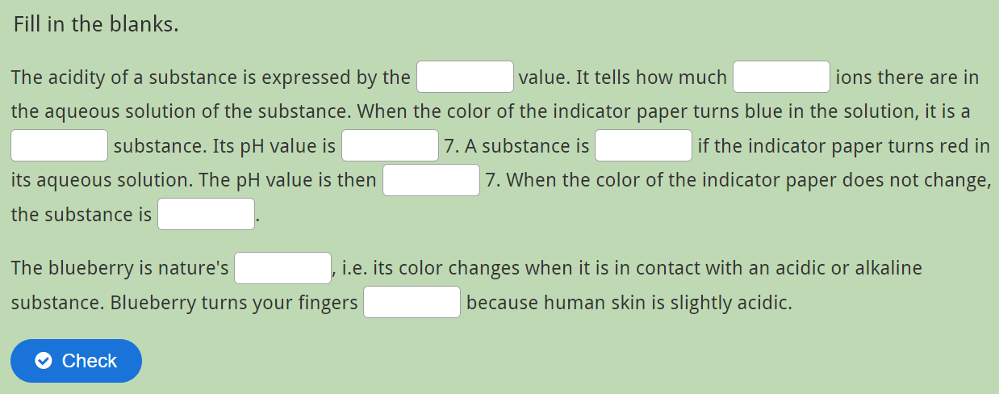 Fill in the blanks.
The acidity of a substance is expressed by the value. It tells how much ions there are in
the aqueous solution of the substance. When the color of the indicator paper turns blue in the solution, it is a
substance. Its pH value is 7. A substance is if the indicator paper turns red in
its aqueous solution. The pH value is then 7. When the color of the indicator paper does not change,
the substance is .
The blueberry is nature's , i.e. its color changes when it is in contact with an acidic or alkaline
substance. Blueberry turns your fingers because human skin is slightly acidic.
Check